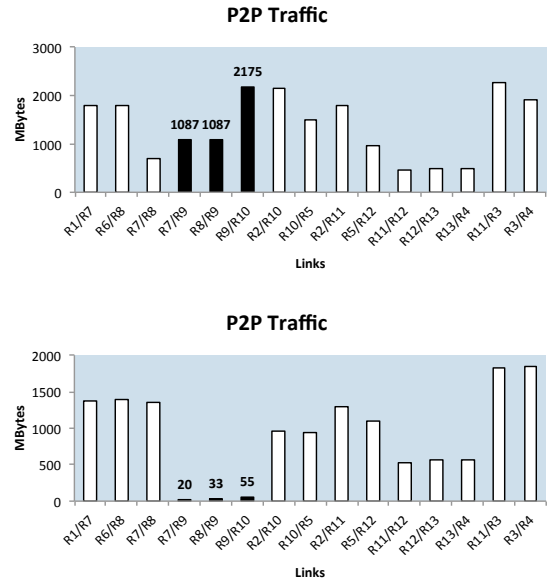 P2P Traffic
3000
2000
1000
0
MBytes
1087
1087
2175
R1/R7
R6/R8
R7/R8
R7/R9
R8/R9
R9/R10
R2/R10
R10/R5
R2/R11
R5/R12
R11/R12
R12/R13
R13/R4
R11/R3
R3/R4
Links
P2P Traffic
2000
1500
1000
500
0
MBytes
20
33
55
R1/R7
R6/R8
R7/R8
R7/R9
R8/R9
R9/R10
R2/R10
R10/R5
R2/R11
R5/R12
R11/R12
R12/R13
R13/R4
R11/R3
R3/R4
Links